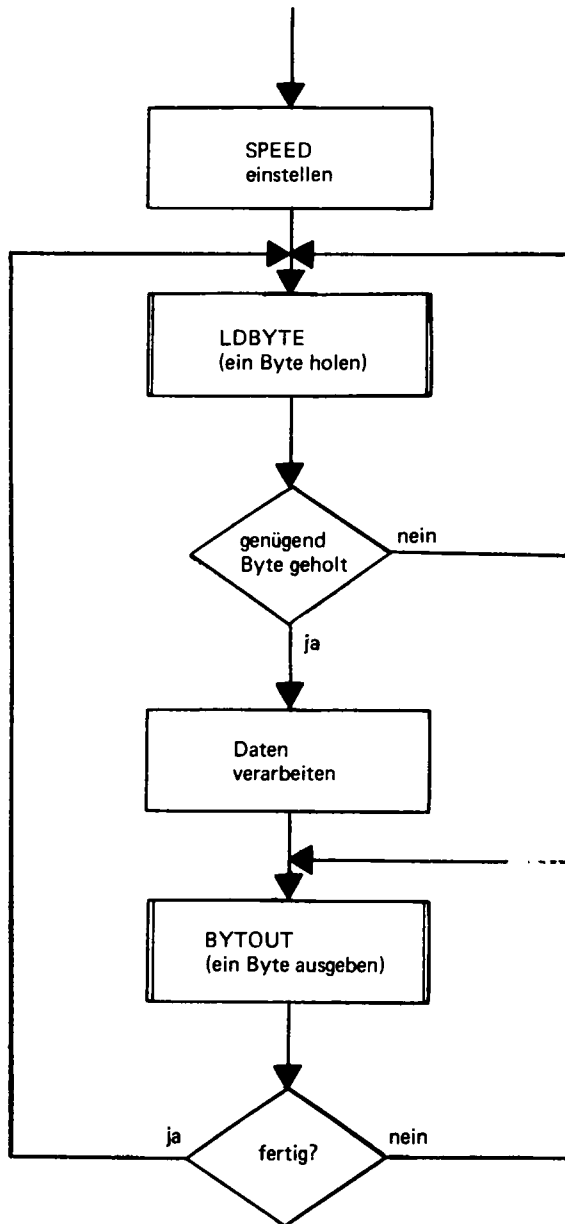 SPEED
einstellen
LDBYTE
(ein Byte holen)
genügend
Byte geholt
nein
ja
Daten
verarbeiten
BYTOUT
(ein Byte ausgeben)
ja
fertig?
nein